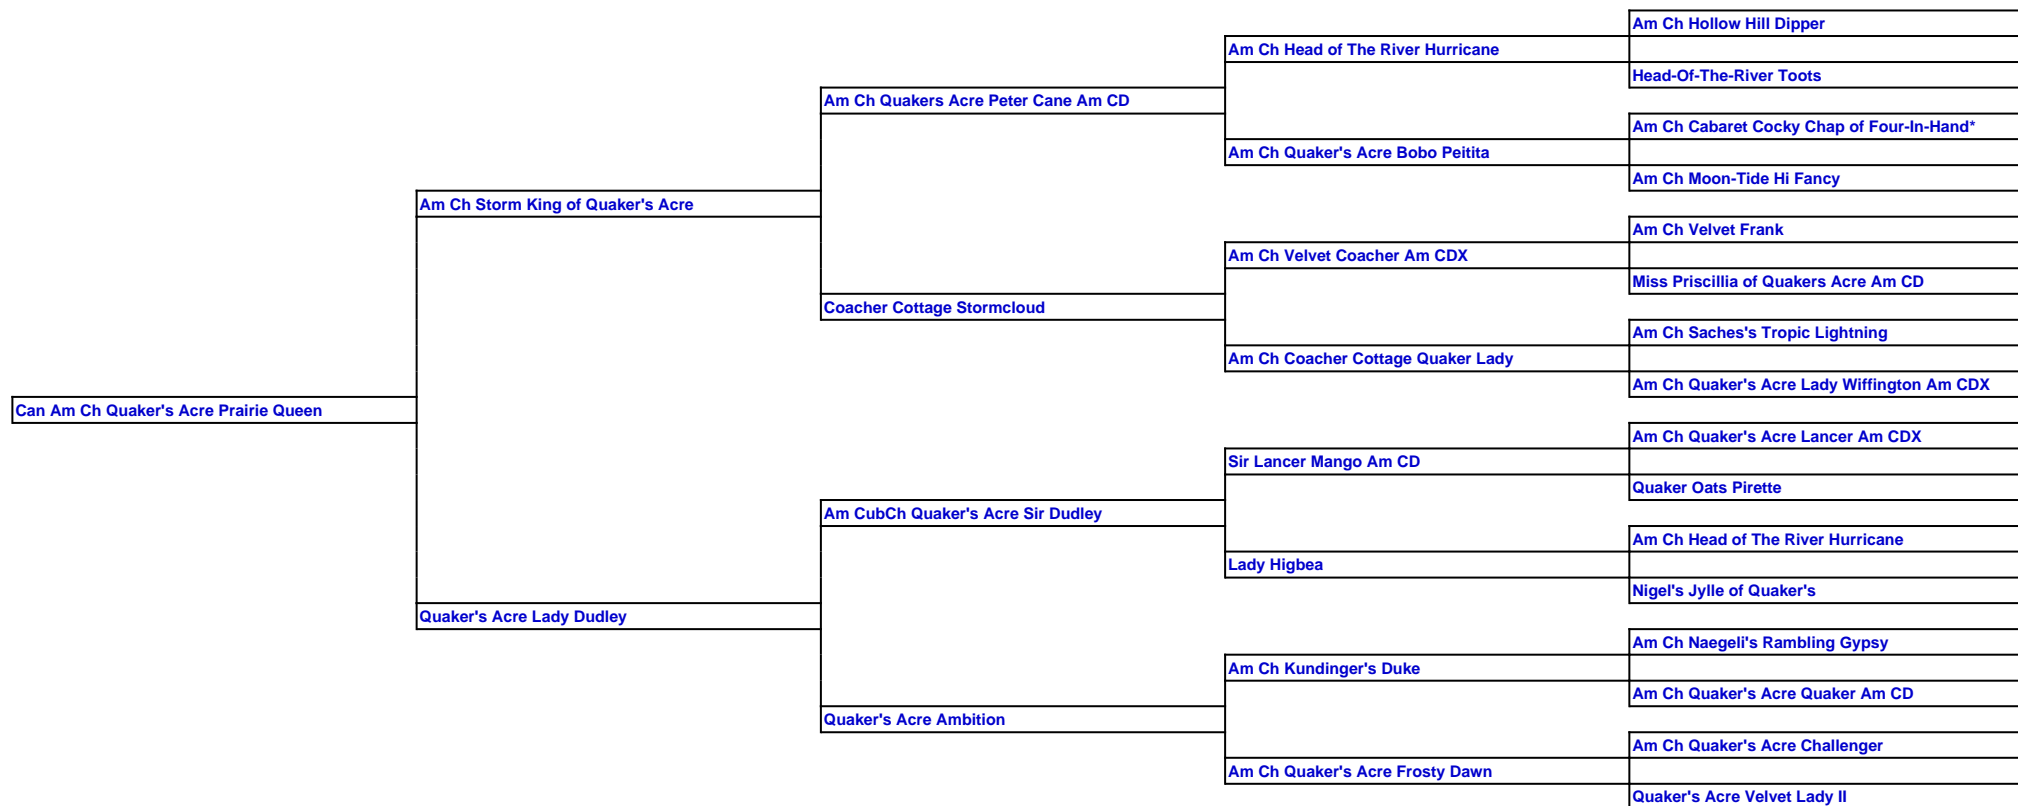 Am Ch Hollow Hill Dipper
Am Ch Head of The River Hurricane
Head-Of-The-River Toots
Am Ch Quakers Acre Peter Cane Am CD
Am Ch Cabaret Cocky Chap of Four-In-Hand*
Am Ch Quaker's Acre Bobo Peitita
Am Ch Moon-Tide Hi Fancy
Am Ch Storm King of Quaker's Acre
Am Ch Velvet Frank
Am Ch Velvet Coacher Am CDX
Miss Priscillia of Quakers Acre Am CD
Coacher Cottage Stormcloud
Am Ch Saches's Tropic Lightning
Am Ch Coacher Cottage Quaker Lady
Am Ch Quaker's Acre Lady Wiffington Am CDX
Can Am Ch Quaker's Acre Prairie Queen
Am Ch Quaker's Acre Lancer Am CDX
Sir Lancer Mango Am CD
Quaker Oats Pirette
Am CubCh Quaker's Acre Sir Dudley
Am Ch Head of The River Hurricane
Lady Higbea
Nigel's Jylle of Quaker's
Quaker's Acre Lady Dudley
Am Ch Naegeli's Rambling Gypsy
Am Ch Kundinger's Duke
Am Ch Quaker's Acre Quaker Am CD
Quaker's Acre Ambition
Am Ch Quaker's Acre Challenger
Am Ch Quaker's Acre Frosty Dawn
Quaker's Acre Velvet Lady II